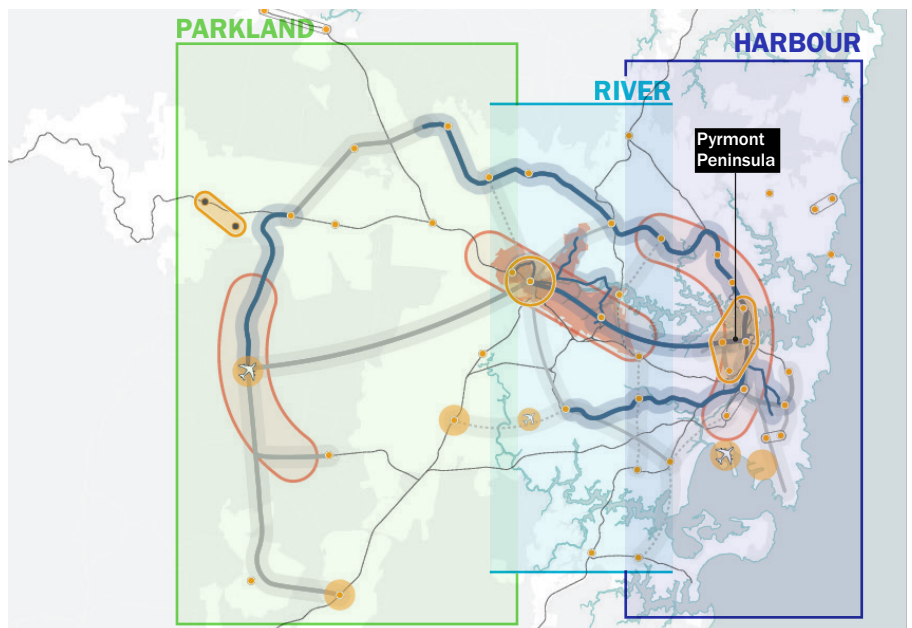 PARKLAND
HARBOUR
RIVER
Pyrmont
Peninsula